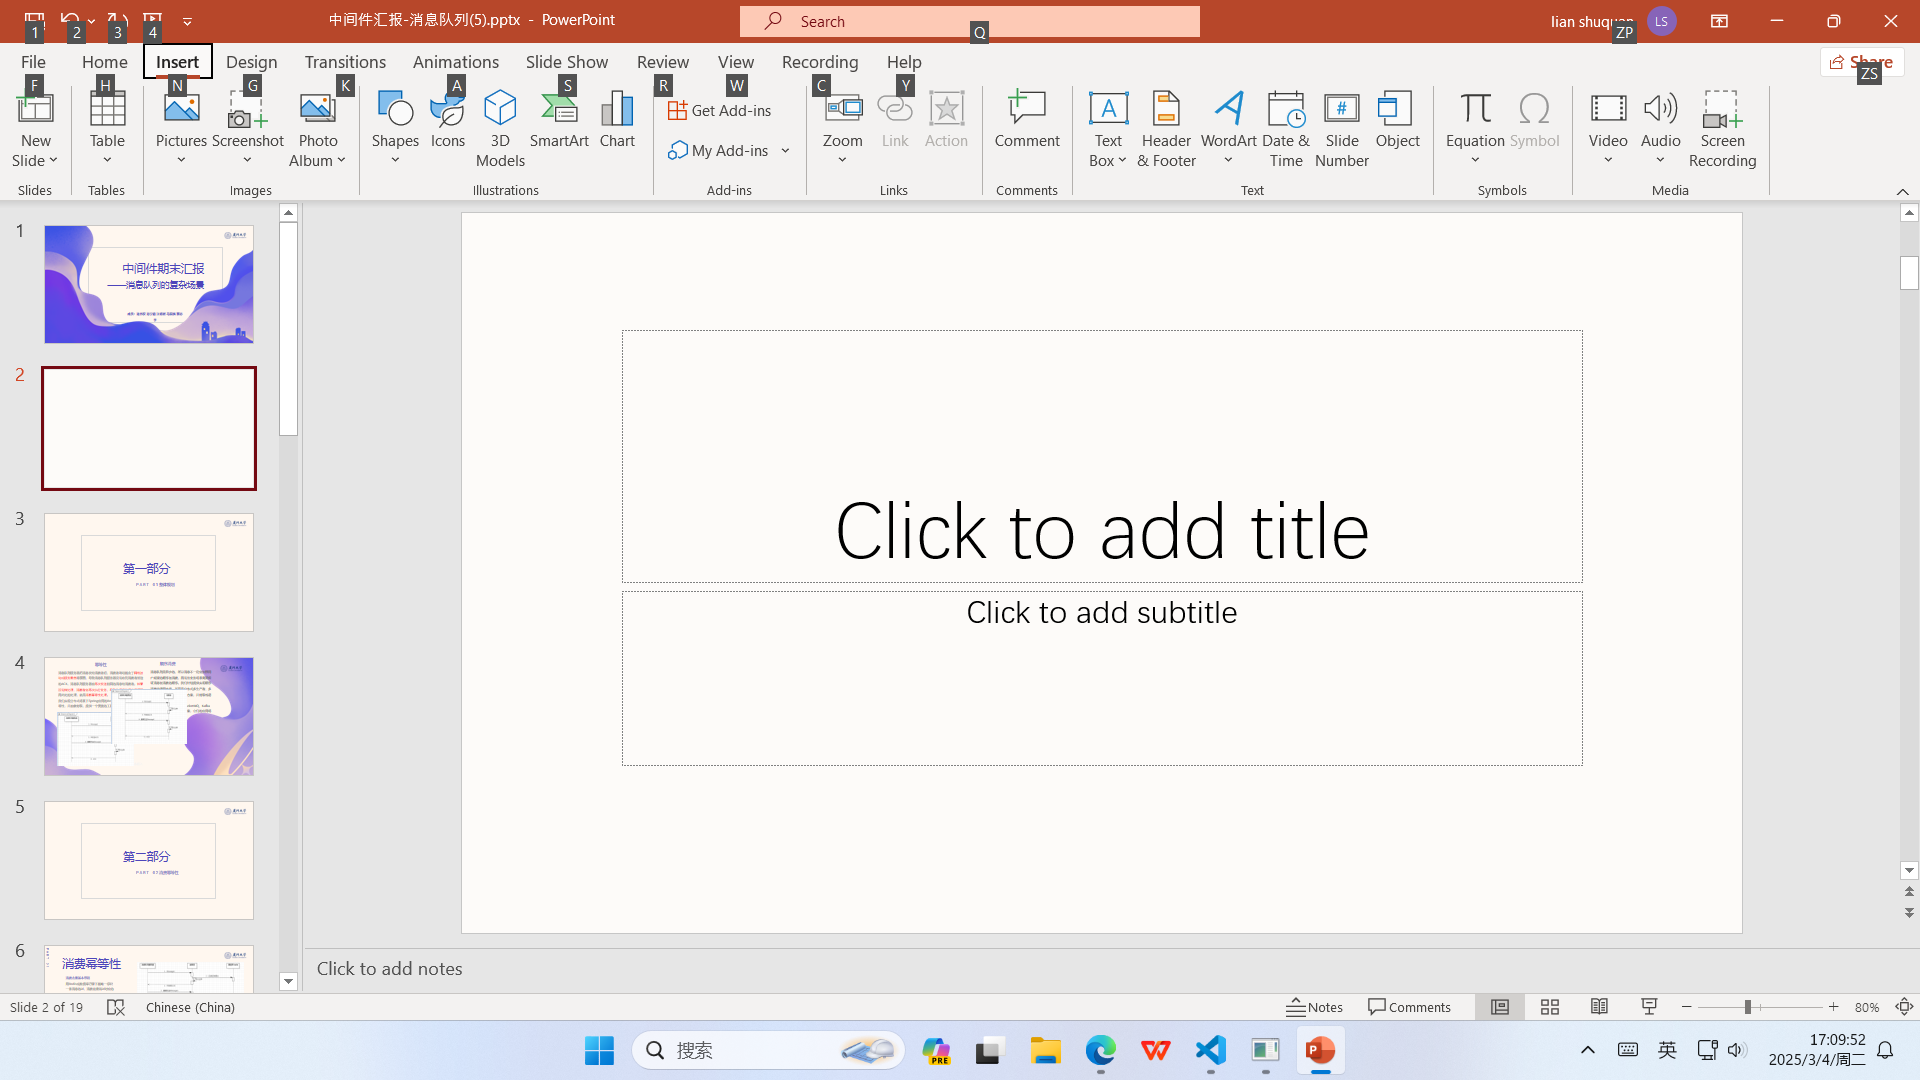 中间件汇报-消息队列(5).pptx - PowerPoint
Search
lian shuquan
LS
1
2
3
4
Q
ZP
File
Home
Insert
Design
Transitions
Animations
Slide Show
Review
View
Recording
Help
Share
F
H
N
G
K
A
S
R
W
C
Y
ZS
New Slide
Table
Pictures
Screenshot
Photo Album
Shapes
Icons
3D Models
SmartArt
Chart
Get Add-ins
My Add-ins
Zoom
Link
Action
Comment
Text Box
Header & Footer
WordArt
Date & Time
Slide Number
Object
Equation
Symbol
Video
Audio
Screen Recording
Slides
Tables
Images
Illustrations
Add-ins
Links
Comments
Text
Symbols
Media
1
中间件期末汇报
——消息队列的复杂场景
2
3
第一部分
4
5
第二部分
6
消费幂等性
Click to add title
Click to add subtitle
Click to add notes
Slide 2 of 19
Chinese (China)
Notes
Comments
80%
搜索
PRE
英
17:09:52
2025/3/4/周二